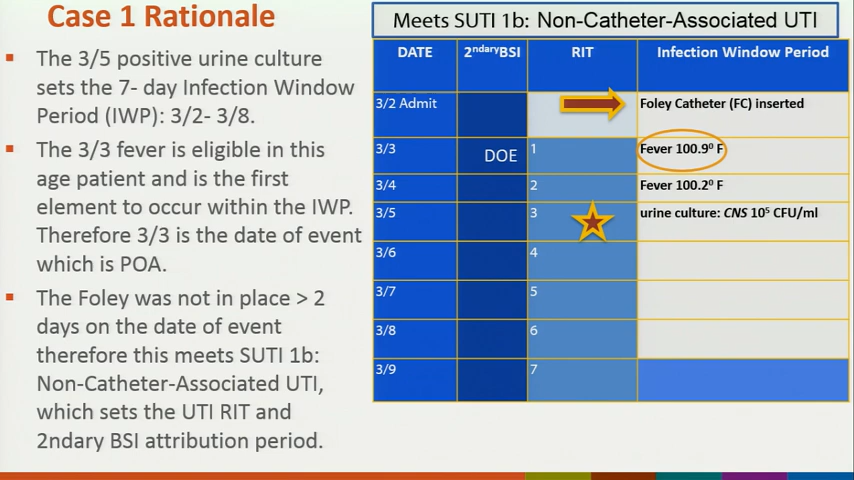 Case 1 Rationale
The 3/5 positive urine culture
sets the 7- day Infection Window
Period (IWP): 3/2- 3/8.
The 3/3 fever is eligible in this
age patient and is the first
element to occur within the IWP.
Therefore 3/3 is the date of event
which is POA.
The Foley was not in place > 2
days on the date of event
therefore this meets SUTI 1b:
Non-Catheter-Associated UTI,
which sets the UTI RIT and
2ndary BSI attribution period.
Meets SUTI 1b: Non-Catheter-Associated UTI
DATE 2ndaryBSI RIT Infection Window Period
3/2 Admit Foley Catheter (FC) inserted
3/3 DOE 1 Fever 100.9⁰ F
3/4 2 Fever 100.2⁰ F
3/5 3 urine culture: CNS 10⁵ CFU/ml
3/6 4
3/7 5
3/8 6
3/9 7